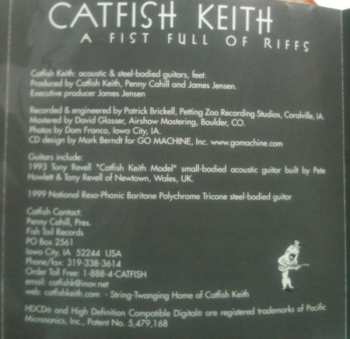 CATFISH KEITH
A FIST FULL OF RIFFS
Catfish Keith: acoustic & steel-bodied guitars, feet.
Produced by Catfish Keith, Penny Cahill and James Jensen.
Executive producer James Jensen
Recorded & engineered by Patrick Brickell, Petting Zoo Recording Studios, Coralville, IA.
Mastered by David Glasser, Airshow Mastering, Boulder, CO.
Photos by Dom Franco, Iowa City, IA.
CD design by Mark Berndt for GO MACHINE, Inc. www.gomachine.com
Guitars include:
1993 Tony Revell "Catfish Keith Model" small-bodied acoustic guitar built by Pete
Howlett & Tony Revell of Newtown, Wales, UK.
1999 National Reso-Phonic Baritone Polychrome Tricone steel-bodied guitar
Catfish Contact:
Penny Cahill, Pres.
Fish Tail Records
PO Box 2561
Iowa City, IA 52244 USA
Phone/fax: 319-338-3614
Order Toll Free: 1-888-4-CATFISH
email: catfishk@inav.net
web: catfishkeith.com - String-Twanging Home of Catfish Keith
HDCD® and High Definition Compatible Digital® are registered trademarks of Pacific
Microsonics, Inc., Patent No. 5,479,168